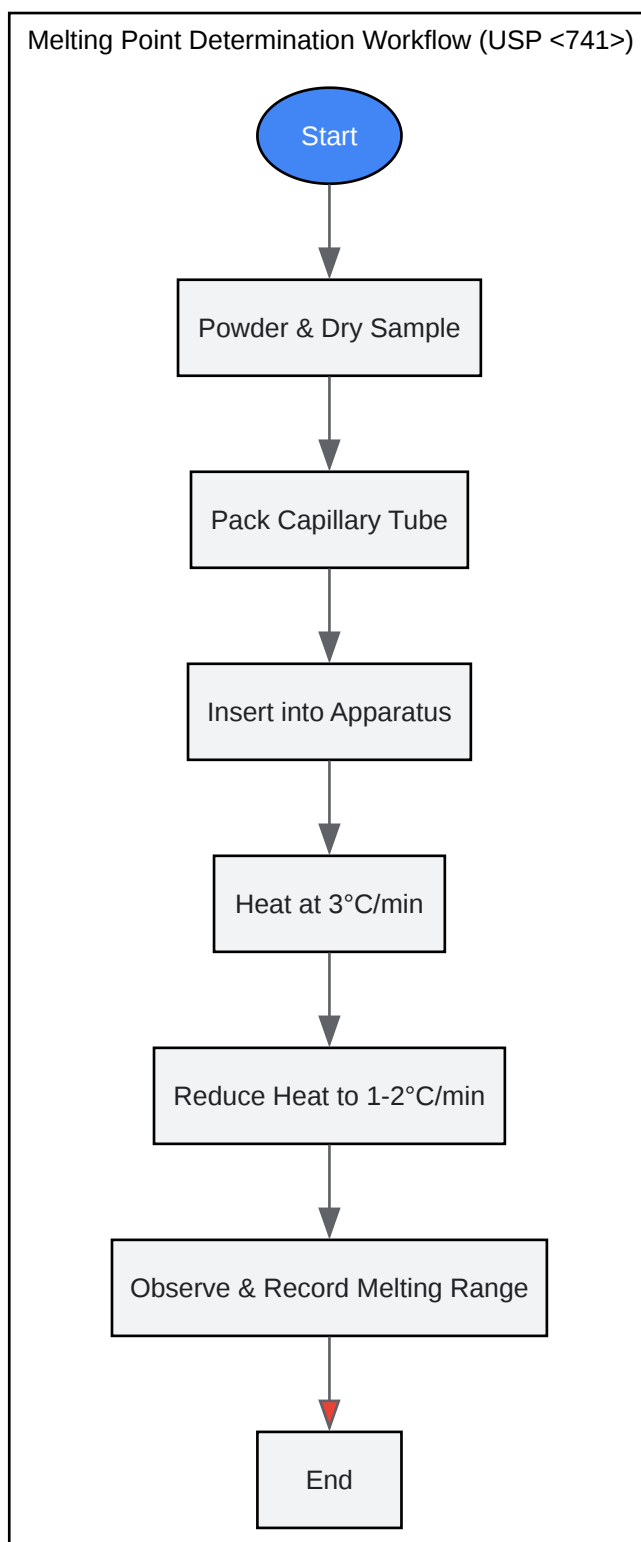 Melting Point Determination Workflow (USP <741>)
Start
Powder & Dry Sample
Pack Capillary Tube
Insert into Apparatus
Heat at 3°C/min
Reduce Heat to 1-2°C/min
Observe & Record Melting Range
End